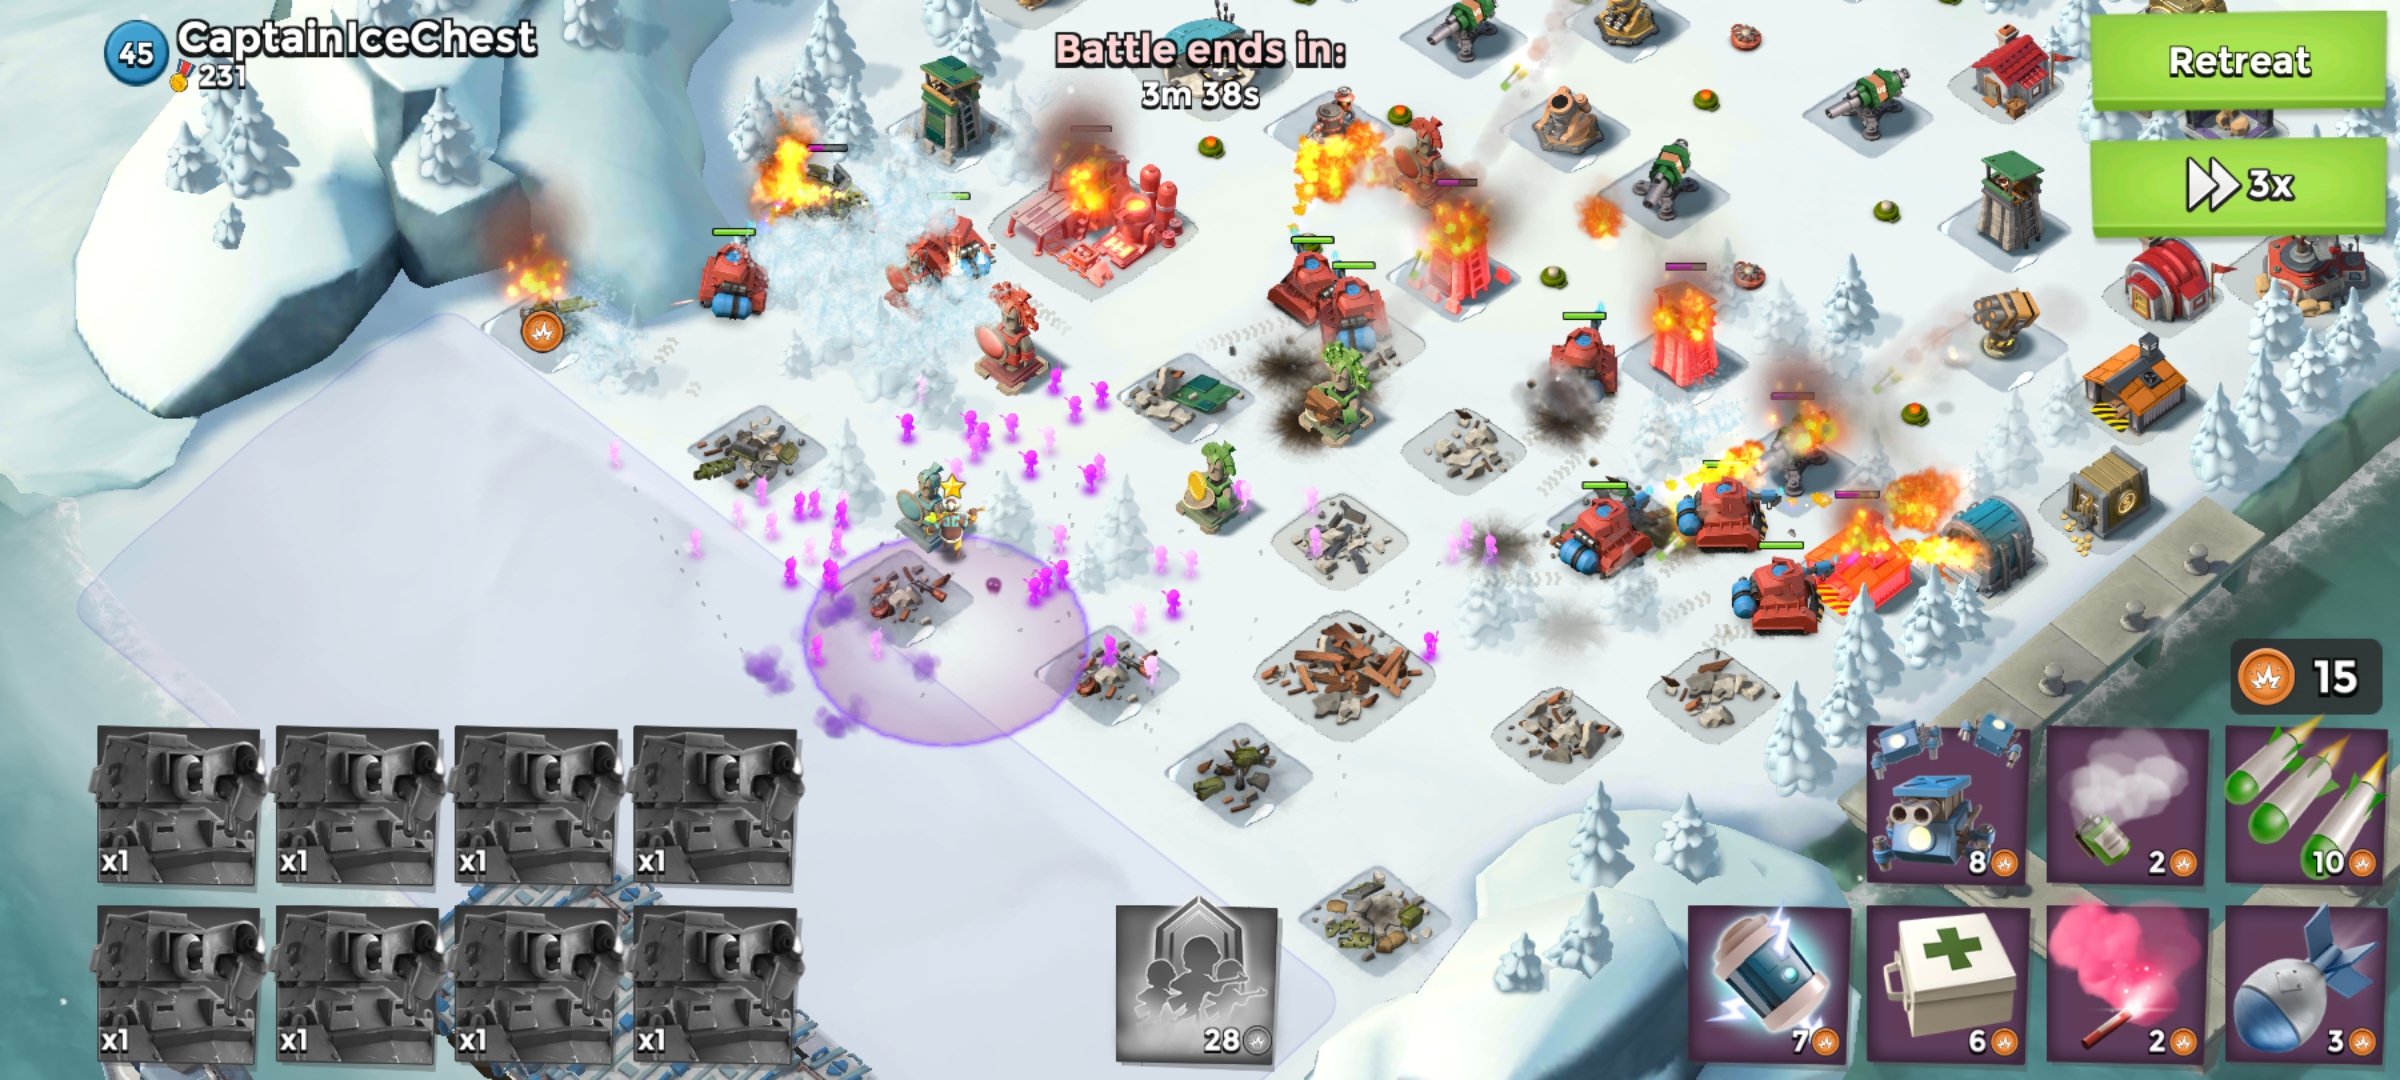 45
CaptainIceChest
231
Battle ends in:
3m 38s
Retreat
3x
15
8
2
10
x1
x1
x1
x1
x1
x1
x1
x1
28
7
6
2
3